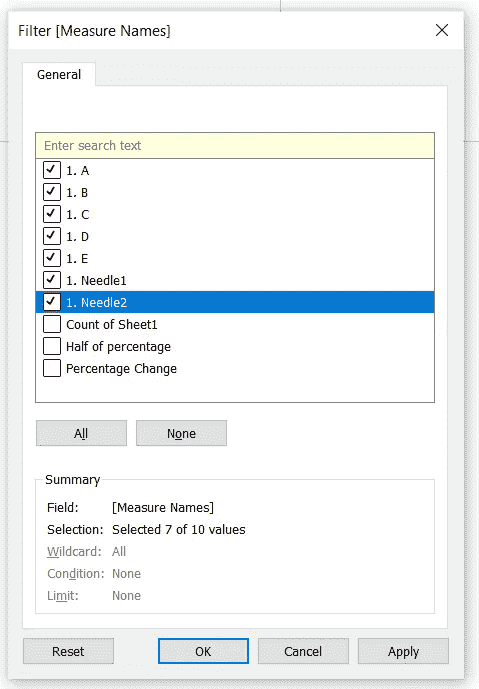 Filter [Measure Names]
General
Enter search text
1. A
1. B
1. C
1. D
1. E
1. Needle1
1. Needle2
Count of Sheet1
Half of percentage
Percentage Change
All
None
Summary
Field: [Measure Names]
Selection: Selected 7 of 10 values
Wildcard: All
Condition: None
Limit: None
Reset
OK
Cancel
Apply